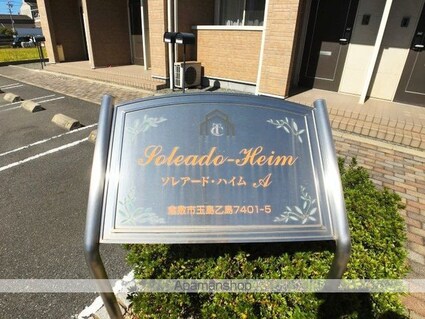 TC
Soleado-Heim
ソレアード・ハイム A
倉敷市玉島乙島7401-5
Apamanshop